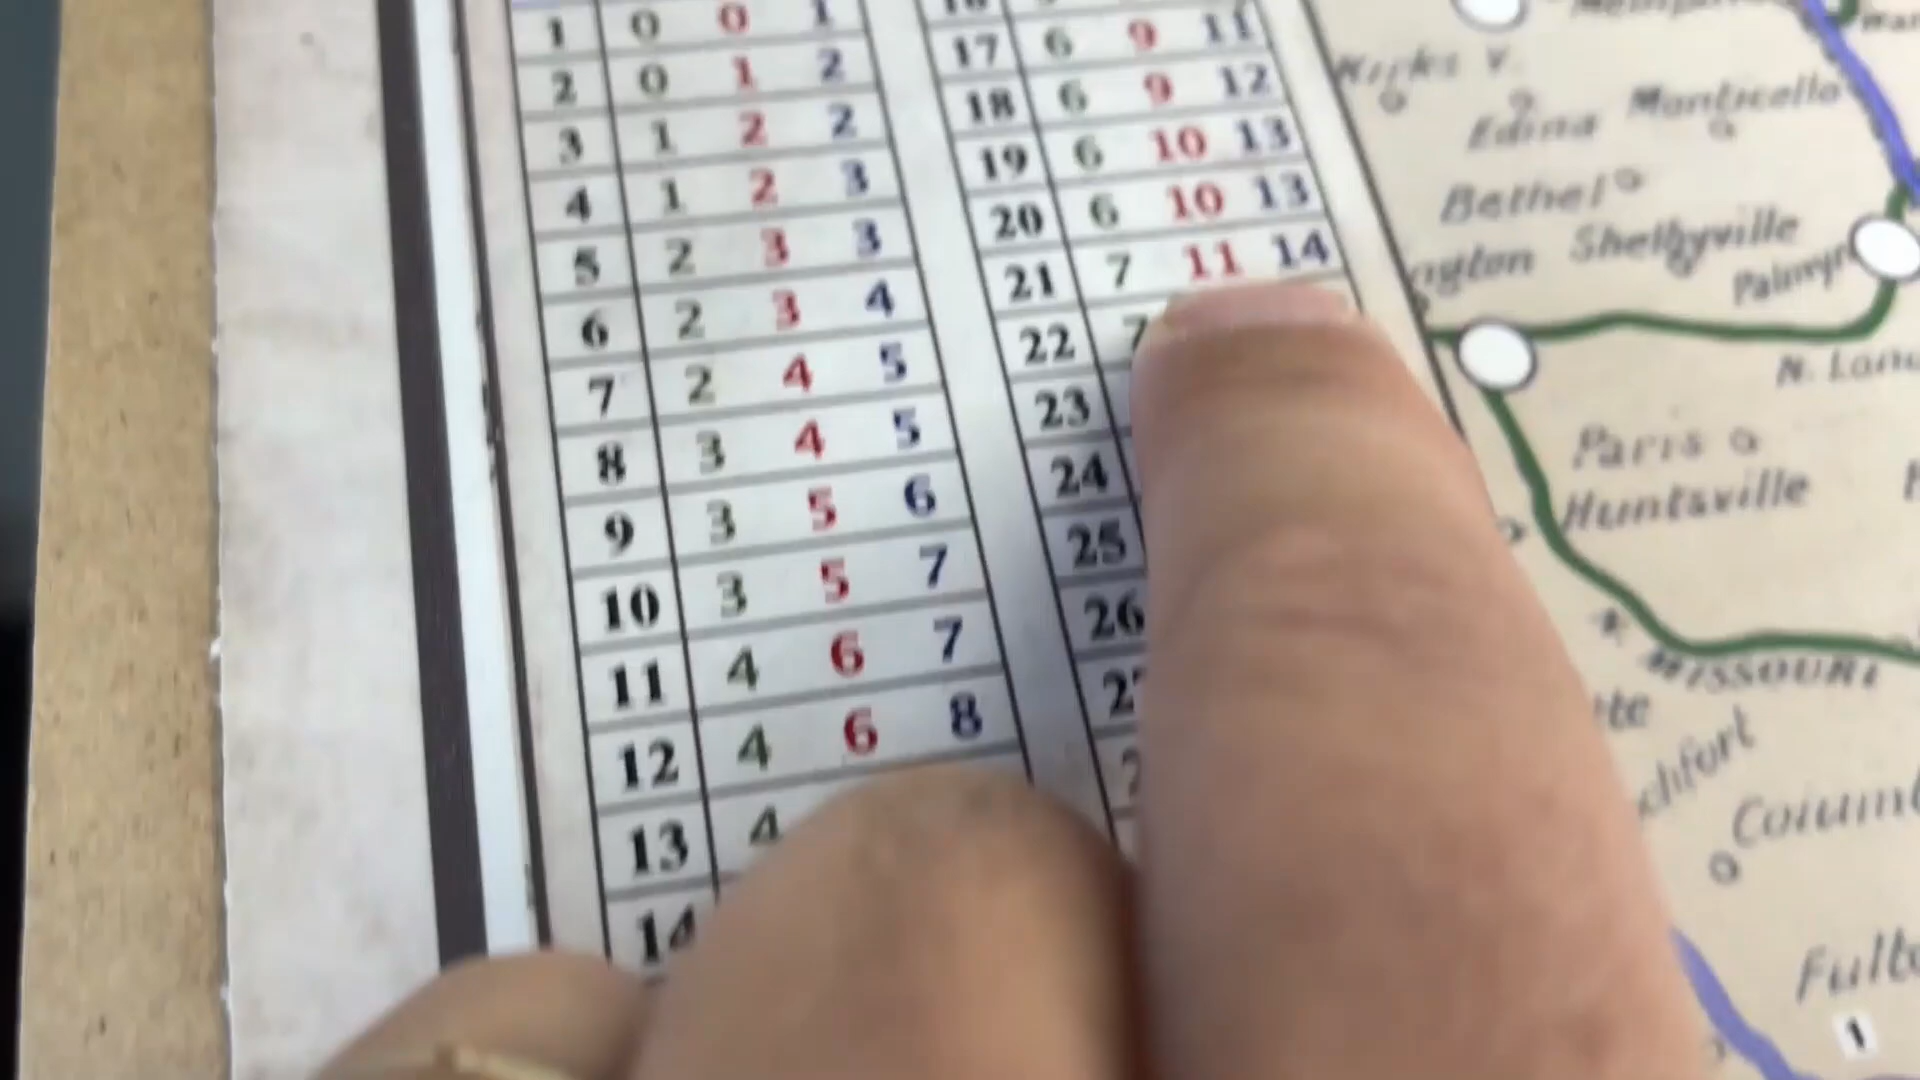 1 0 0 1
2 0 1 2
3 1 2 2
4 1 2 3
5 2 3 3
6 2 3 4
7 2 4 5
8 3 4 5
9 3 5 6
10 3 5 7
11 4 6 7
12 4 6 8
13 4
14
17 6 9 11
18 6 9 12
19 6 10 13
20 6 10 13
21 7 11 14
22 7
23
24
25
26
Kirks v.
Edina Monticello
Bethel
Shelbyville
Palmyr
N.
Paris
Huntsville
MISSOURI
1